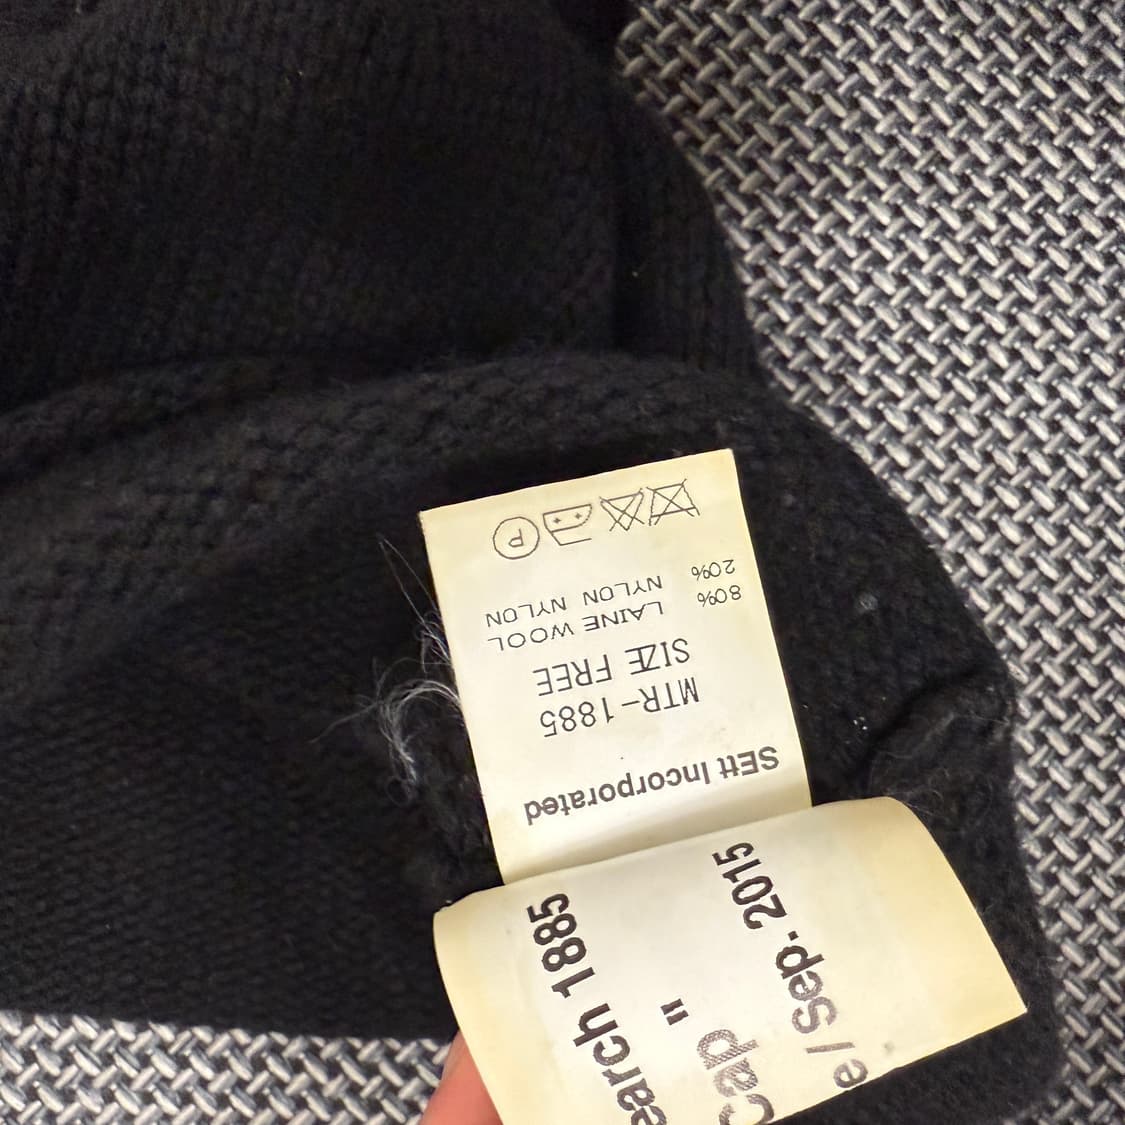 SEtt Incorporated
MTR-1885
SIZE FREE
80% LAINE WOOL
20% NYLON NYLON
P
earch 1885
Cap "
e / Sep. 2015